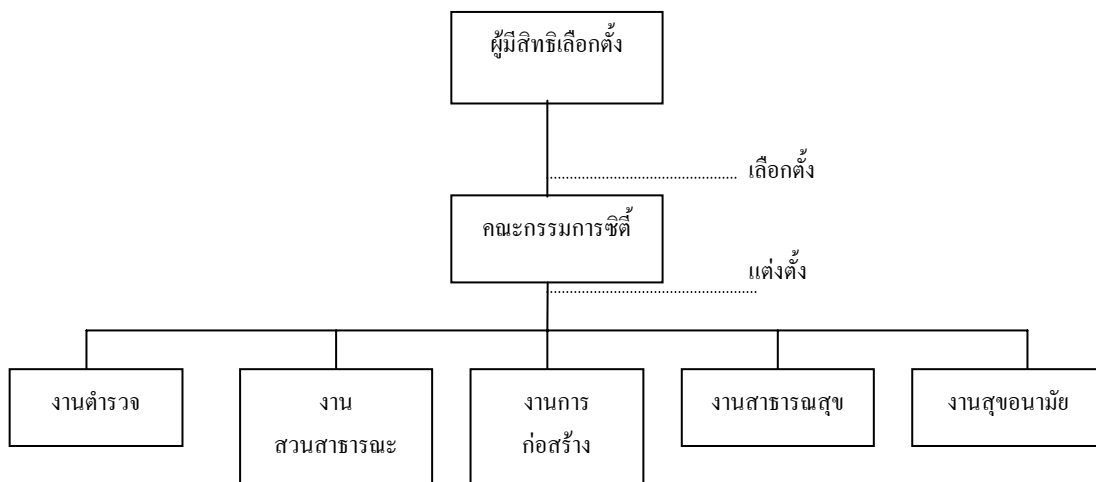 ผู้มีสิทธิเลือกตั้ง
เลือกตั้ง
คณะกรรมการซิตี้
แต่งตั้ง
งานตำรวจ
งาน
สวนสาธารณะ
งานการ
ก่อสร้าง
งานสาธารณสุข
งานสุขอนามัย